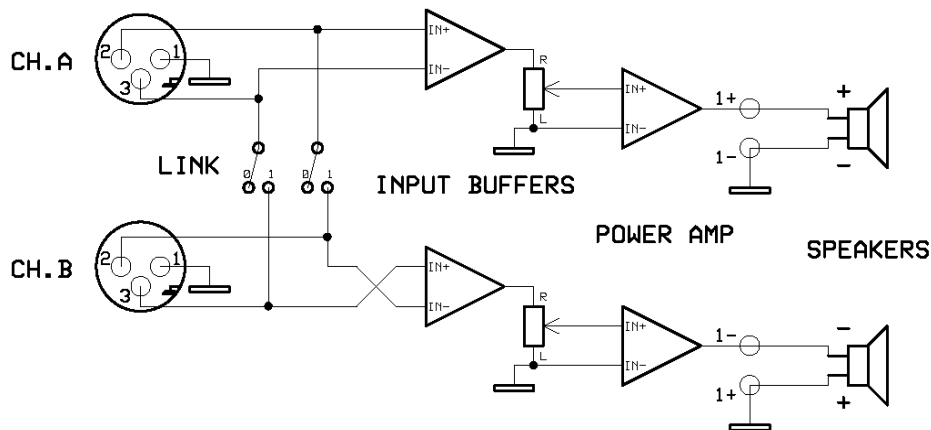 CH.A
2
1
3
IN+
IN-
R
L
IN+
IN-
1+
1-
+
-
LINK
0
1
0
1
INPUT BUFFERS
POWER AMP
SPEAKERS
CH.B
2
1
3
IN+
IN-
R
L
IN+
IN-
1-
1+
-
+